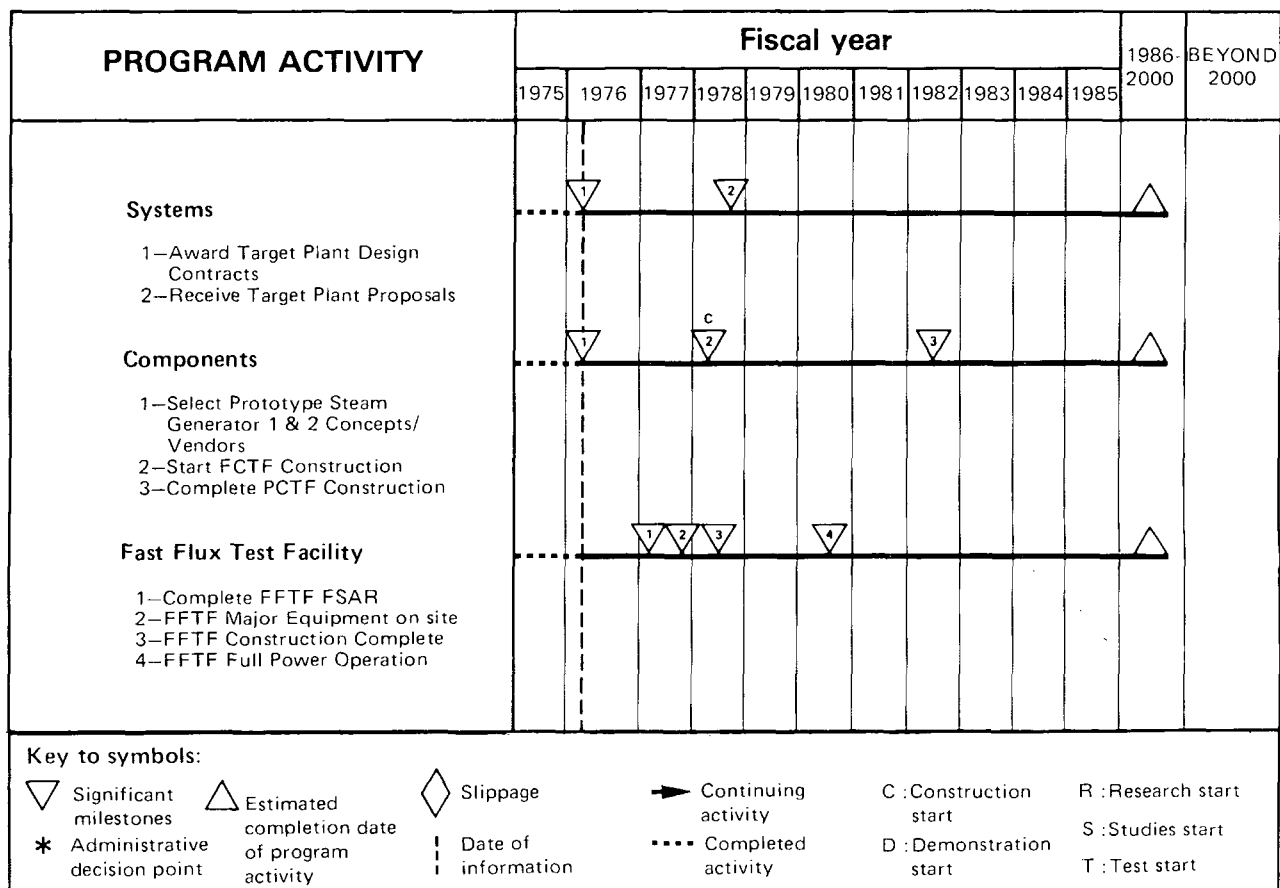 PROGRAM ACTIVITY
Fiscal year
1975 1976 1977 1978 1979 1980 1981 1982 1983 1984 1985
1986-
2000
BEYOND
2000
Systems
1 2
1—Award Target Plant Design
Contracts
2—Receive Target Plant Proposals
C
Components
1 2 3
1—Select Prototype Steam
Generator 1 & 2 Concepts/
Vendors
2—Start FCTF Construction
3—Complete PCTF Construction
Fast Flux Test Facility
1 2 3 4
1—Complete FFTF FSAR
2—FFTF Major Equipment on site
3—FFTF Construction Complete
4—FFTF Full Power Operation
Key to symbols:
Significant
milestones
* Administrative
decision point
Estimated
completion date
of program
activity
Slippage
Date of
information
Continuing
activity
Completed
activity
C :Construction
start
D :Demonstration
start
R :Research start
S :Studies start
T :Test start